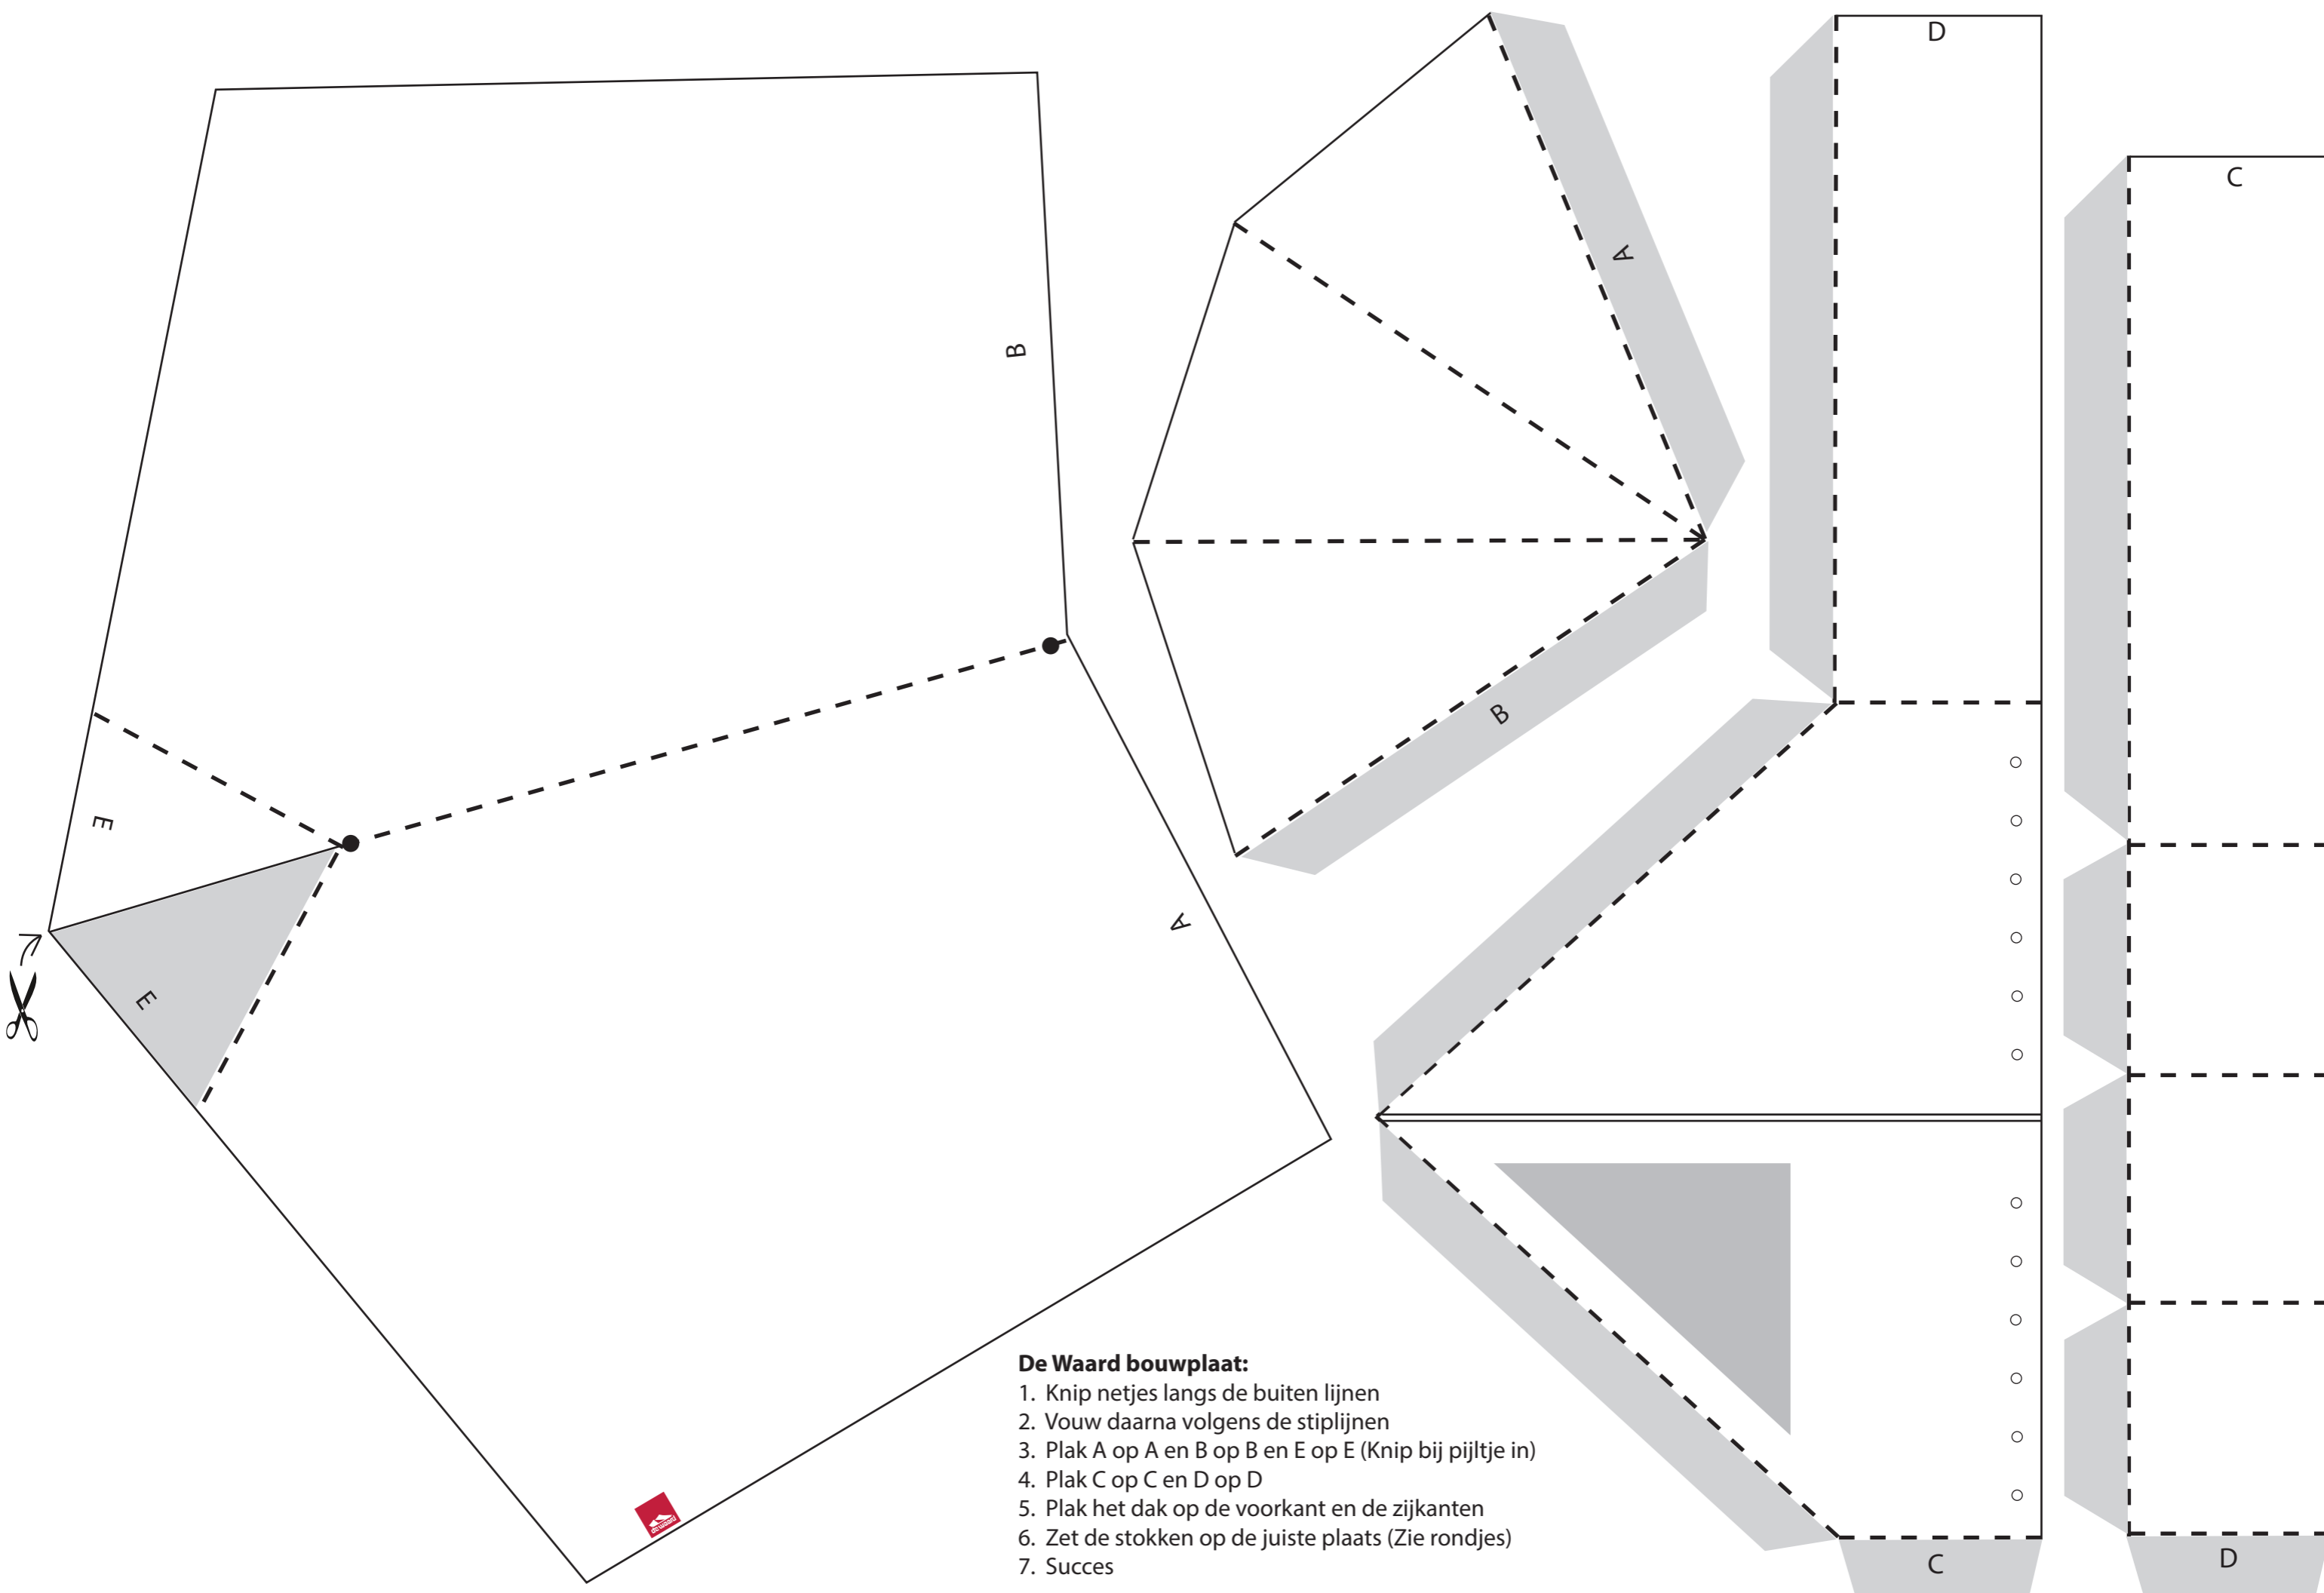 D
C
A
B
B
E
E
A
De Waard bouwplaat:
1. Knip netjes langs de buiten lijnen
2. Vouw daarna volgens de stiplijnen
3. Plak A op A en B op B en E op E (Knip bij pijltje in)
4. Plak C op C en D op D
5. Plak het dak op de voorkant en de zijkanten
6. Zet de stokken op de juiste plaats (Zie rondjes)
7. Succes
C
D